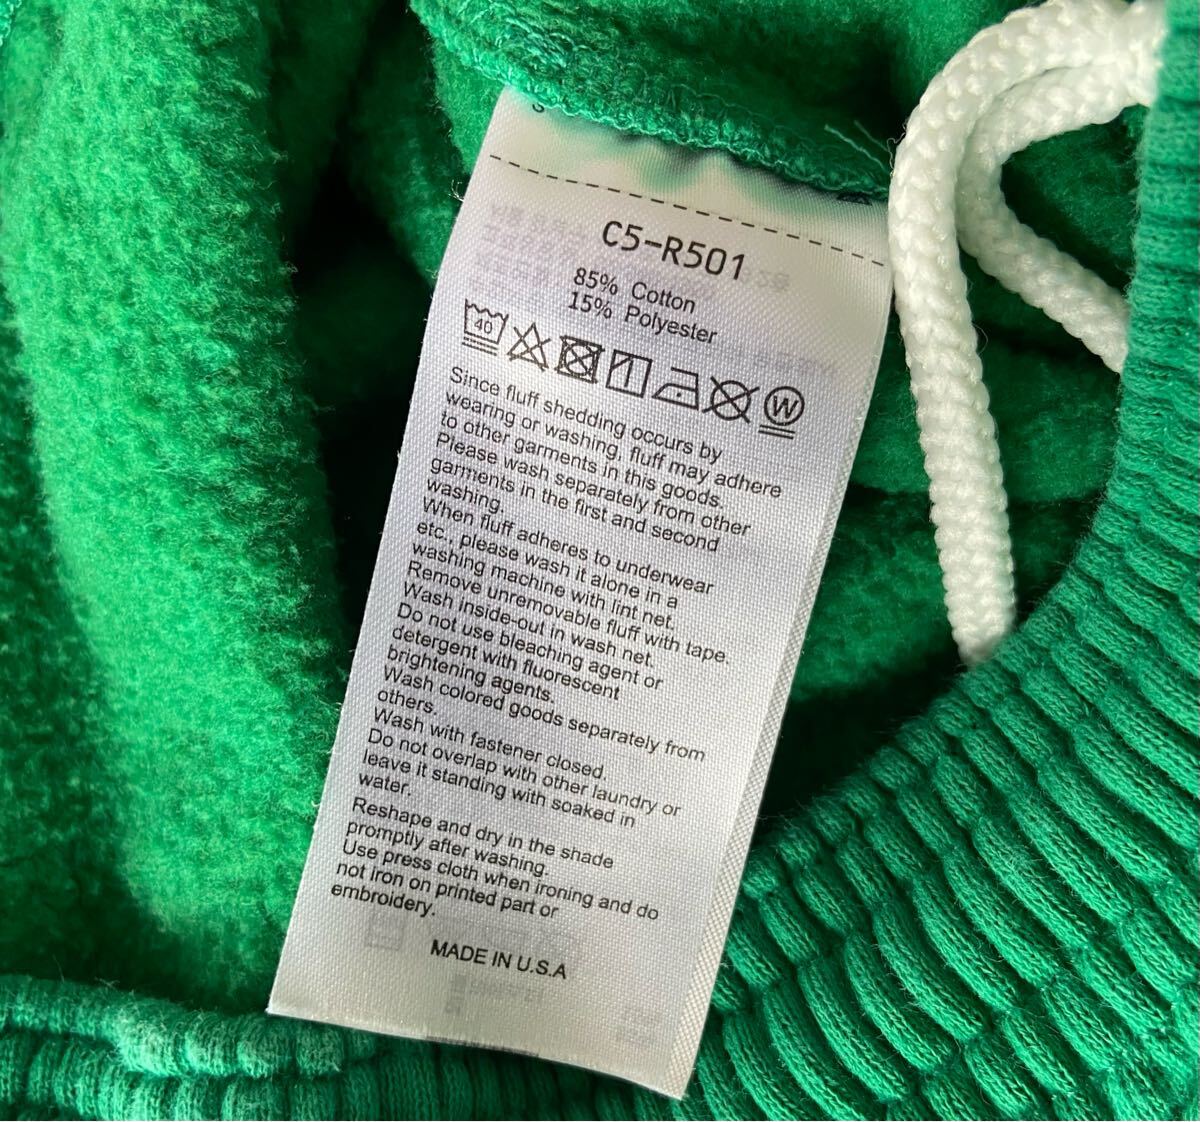 C5-R501
85% Cotton
15% Polyester
40
W
Since fluff shedding occurs by
wearing or washing, fluff may adhere
to other garments in this goods.
Please wash separately from other
garments in the first and second
washing.
When fluff adheres to underwear
etc., please wash it alone in a
washing machine with lint net.
Remove unremovable fluff with tape.
Wash inside-out in wash net.
Do not use bleaching agent or
detergent with fluorescent
brightening agents.
Wash colored goods separately from
others.
Wash with fastener closed.
Do not overlap with other laundry or
leave it standing with soaked in
water.
Reshape and dry in the shade
promptly after washing.
Use press cloth when ironing and do
not iron on printed part or
embroidery.
MADE IN U.S.A